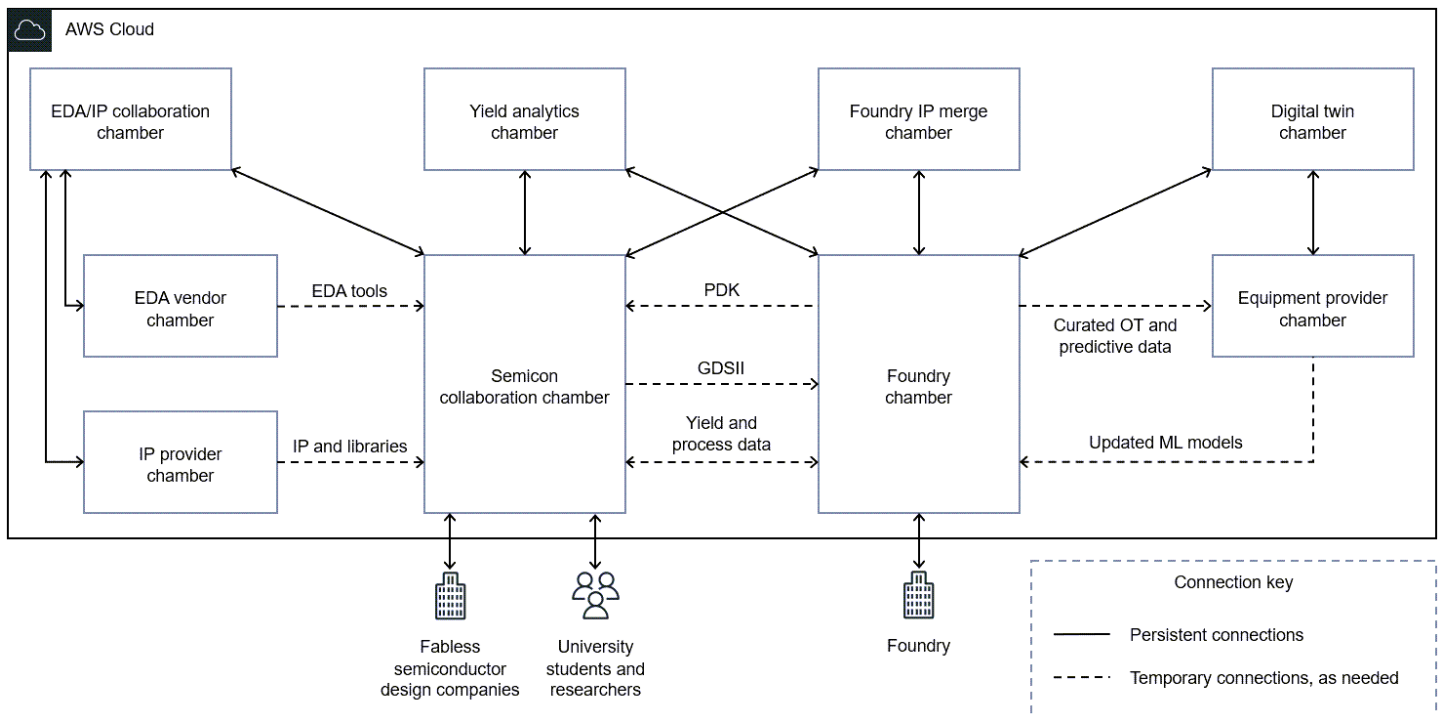 AWS Cloud
EDA/IP collaboration
chamber
Yield analytics
chamber
Foundry IP merge
chamber
Digital twin
chamber
EDA vendor
chamber
EDA tools
PDK
Curated OT and
predictive data
Equipment provider
chamber
Semicon
collaboration chamber
GDSII
Foundry
chamber
IP provider
chamber
IP and libraries
Yield and
process data
Updated ML models
Fabless
semiconductor
design companies
University
students and
researchers
Foundry
Connection key
Persistent connections
Temporary connections, as needed